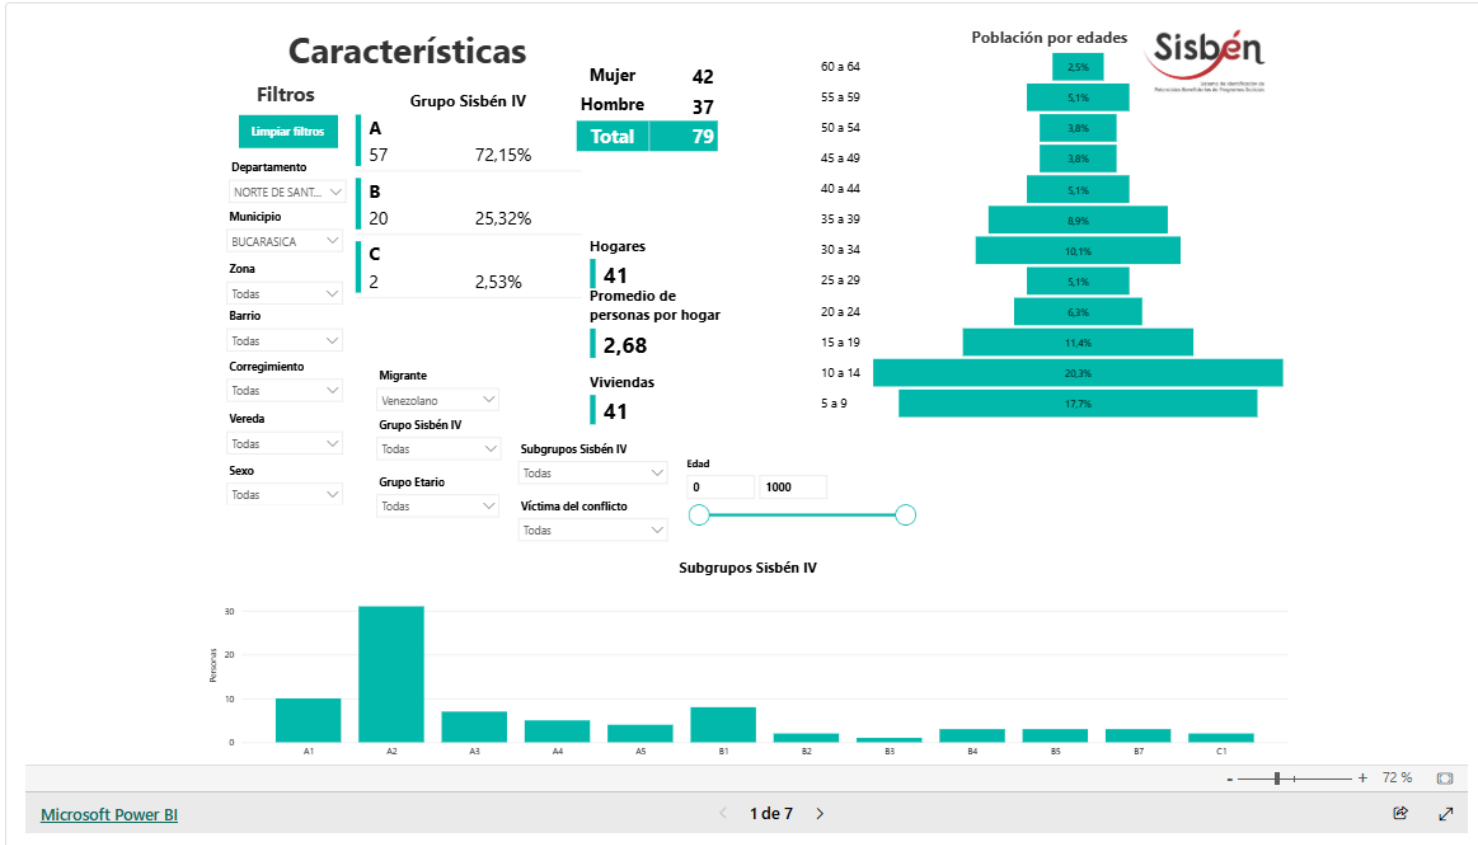 Características
Filtros
Limpiar filtros
Departamento
NORTE DE SANT...
Municipio
BUCARASICA
Zona
Todas
Barrio
Todas
Corregimiento
Todas
Vereda
Todas
Sexo
Todas
Grupo Sisbén IV
A
57 72,15%
B
20 25,32%
C
2 2,53%
Mujer 42
Hombre 37
Total 79
Hogares
41
Promedio de
personas por hogar
2,68
Viviendas
41
Migrante
Venezolano
Grupo Sisbén IV
Todas
Grupo Etario
Todas
Subgrupos Sisbén IV
Todas
Víctima del conflicto
Todas
Edad
0 1000
Población por edades
Sisbén
60 a 64 2,5%
55 a 59 5,1%
50 a 54 3,8%
45 a 49 3,8%
40 a 44 5,1%
35 a 39 8,9%
30 a 34 10,1%
25 a 29 5,1%
20 a 24 6,3%
15 a 19 11,4%
10 a 14 20,3%
5 a 9 17,7%
Subgrupos Sisbén IV
Personas
30
20
10
0
A1 A2 A3 A4 A5 B1 B2 B3 B4 B5 B7 C1
- + 72 %
Microsoft Power BI
1 de 7